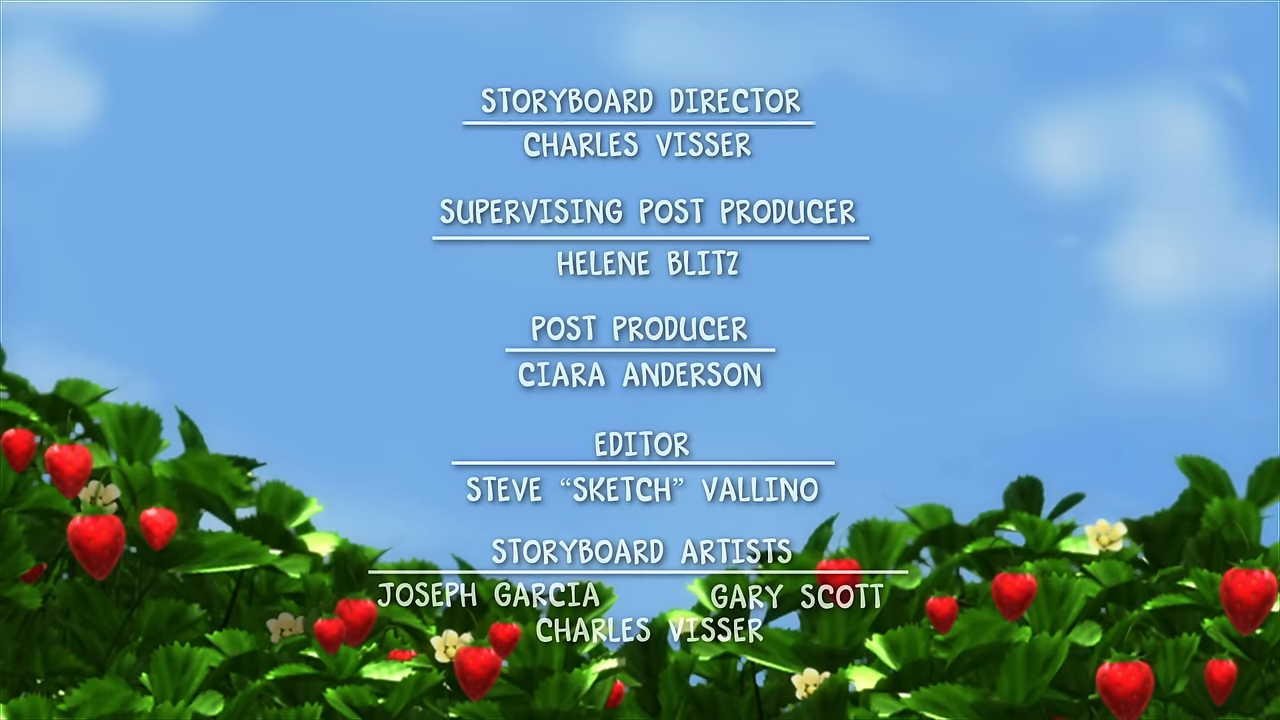 STORYBOARD DIRECTOR
CHARLES VISSER
SUPERVISING POST PRODUCER
HELENE BLITZ
POST PRODUCER
CIARA ANDERSON
EDITOR
STEVE “SKETCH” VALLINO
STORYBOARD ARTISTS
JOSEPH GARCIA GARY SCOTT
CHARLES VISSER